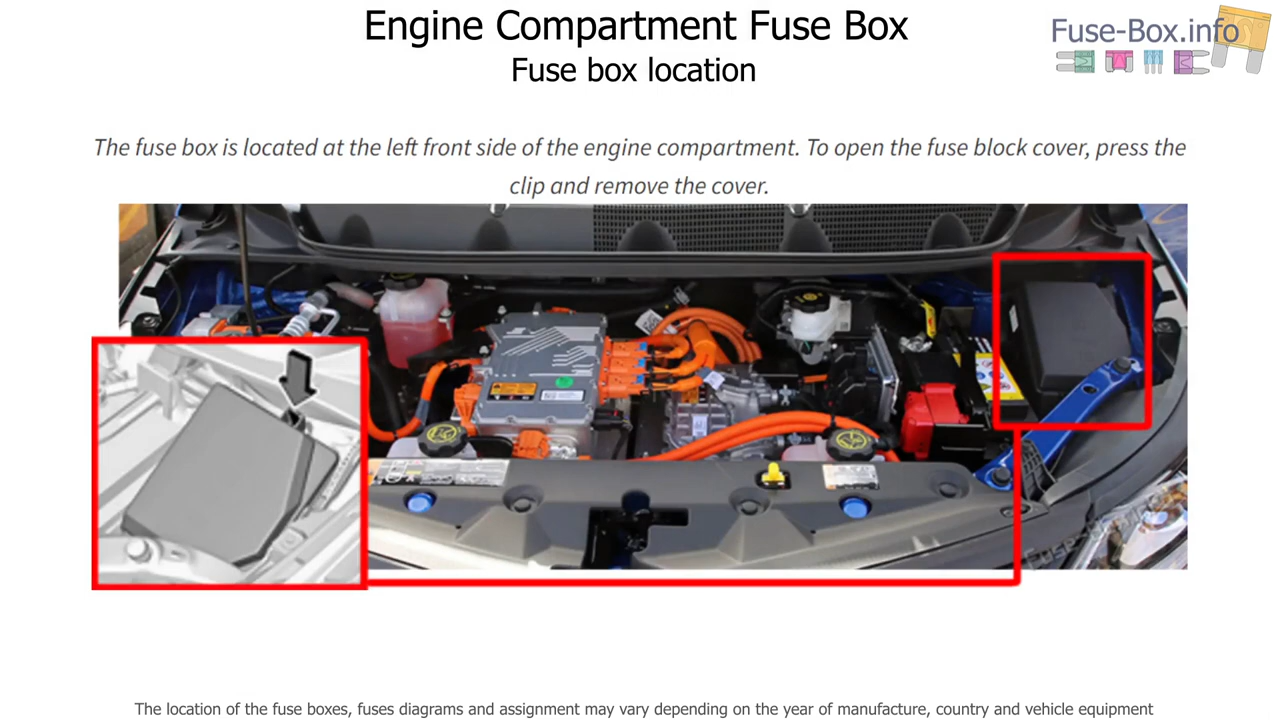 Engine Compartment Fuse Box
Fuse box location
Fuse-Box.info
The fuse box is located at the left front side of the engine compartment. To open the fuse block cover, press the
clip and remove the cover.
The location of the fuse boxes, fuses diagrams and assignment may vary depending on the year of manufacture, country and vehicle equipment